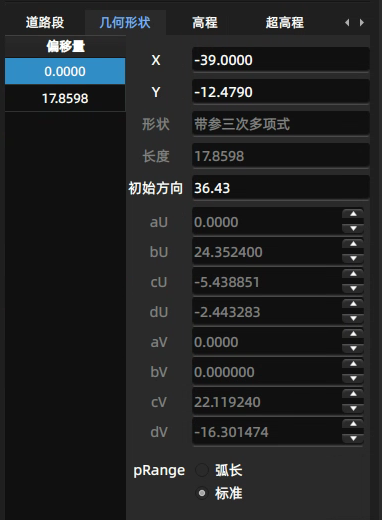 道路段 几何形状 高程 超高程
偏移量
0.0000
17.8598
X -39.0000
Y -12.4790
形状 带参三次多项式
长度 17.8598
初始方向 36.43
aU 0.0000
bU 24.352400
cU -5.438851
dU -2.443283
aV 0.0000
bV 0.000000
cV 22.119240
dV -16.301474
pRange 弧长
标准